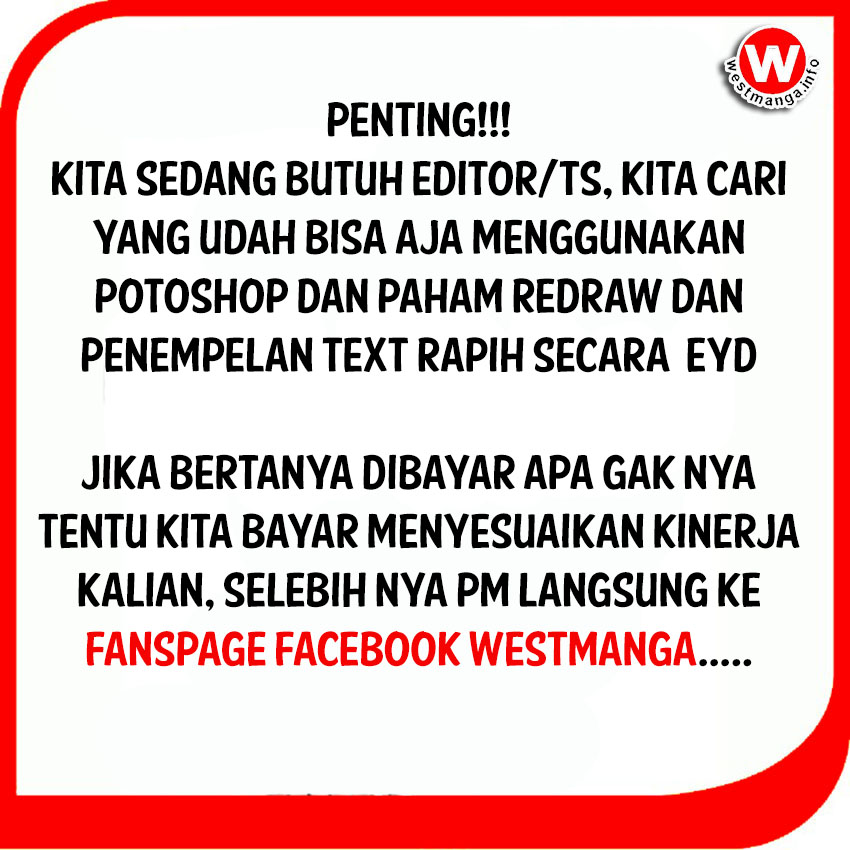 W
westmanga.info
PENTING!!!
KITA SEDANG BUTUH EDITOR/TS, KITA CARI
YANG UDAH BISA AJA MENGGUNAKAN
POTOSHOP DAN PAHAM REDRAW DAN
PENEMPELAN TEXT RAPIH SECARA EYD
JIKA BERTANYA DIBAYAR APA GAK NYA
TENTU KITA BAYAR MENYESUAIKAN KINERJA
KALIAN, SELEBIH NYA PM LANGSUNG KE
FANSPAGE FACEBOOK WESTMANGA.....